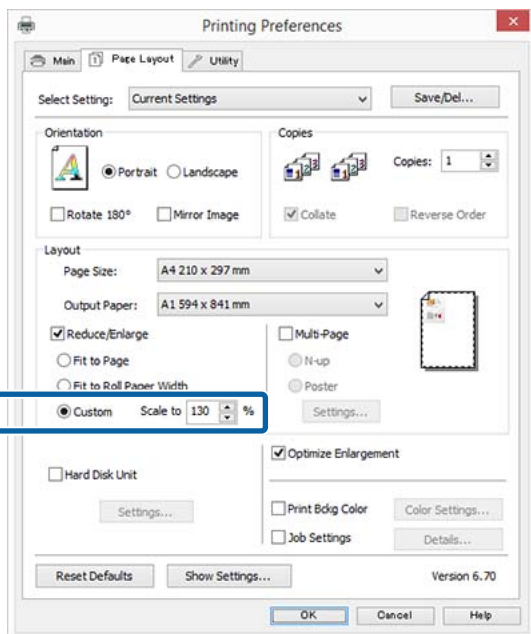 Printing Preferences
Main
Page Layout
Utility
Select Setting: Current Settings Save/Del...
Orientation
Portrait Landscape
Rotate 180° Mirror Image
Copies
Copies: 1
Collate Reverse Order
Layout
Page Size: A4 210 x 297 mm
Output Paper: A1 594 x 841 mm
Reduce/Enlarge
Fit to Page
Fit to Roll Paper Width
Custom Scale to 130 %
Multi-Page
N-up
Poster
Settings...
Optimize Enlargement
Hard Disk Unit
Settings...
Print Bckg Color Color Settings...
Job Settings Details...
Reset Defaults Show Settings... Version 6.70
OK Cancel Help